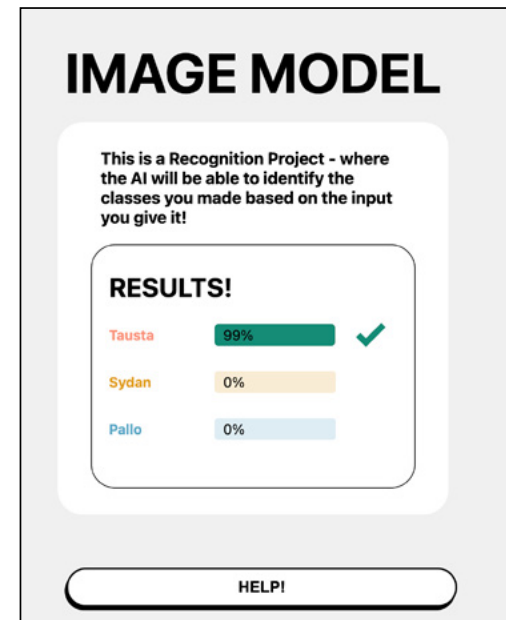 IMAGE MODEL
This is a Recognition Project - where
the AI will be able to identify the
classes you made based on the input
you give it!
RESULTS!
Tausta 99%
Sydan 0%
Pallo 0%
HELP!